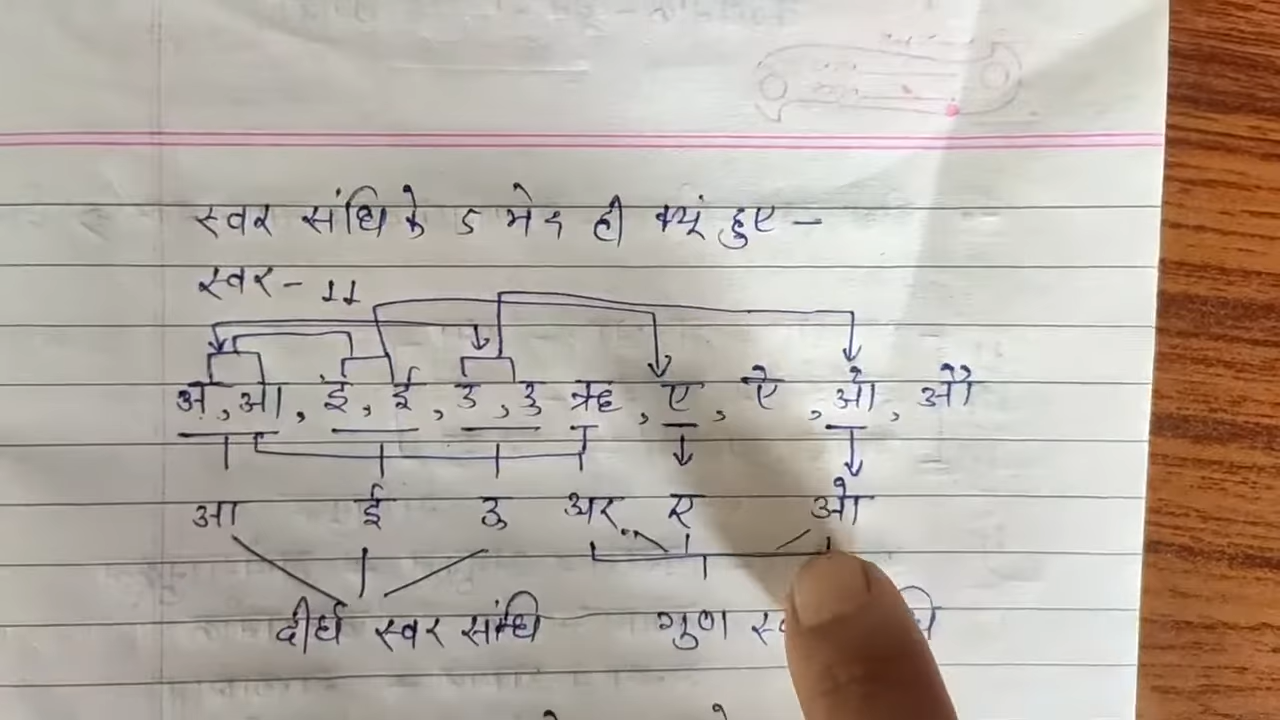 स्वर संधि के 5 भेद ही क्यूं हुए –
स्वर – 11
अ, आ, इ, ई, उ, ऊ ऋ, ए, ऐ, ओ, औ
आ ई ऊ अर ए ओ
दीर्घ स्वर संधि गुण